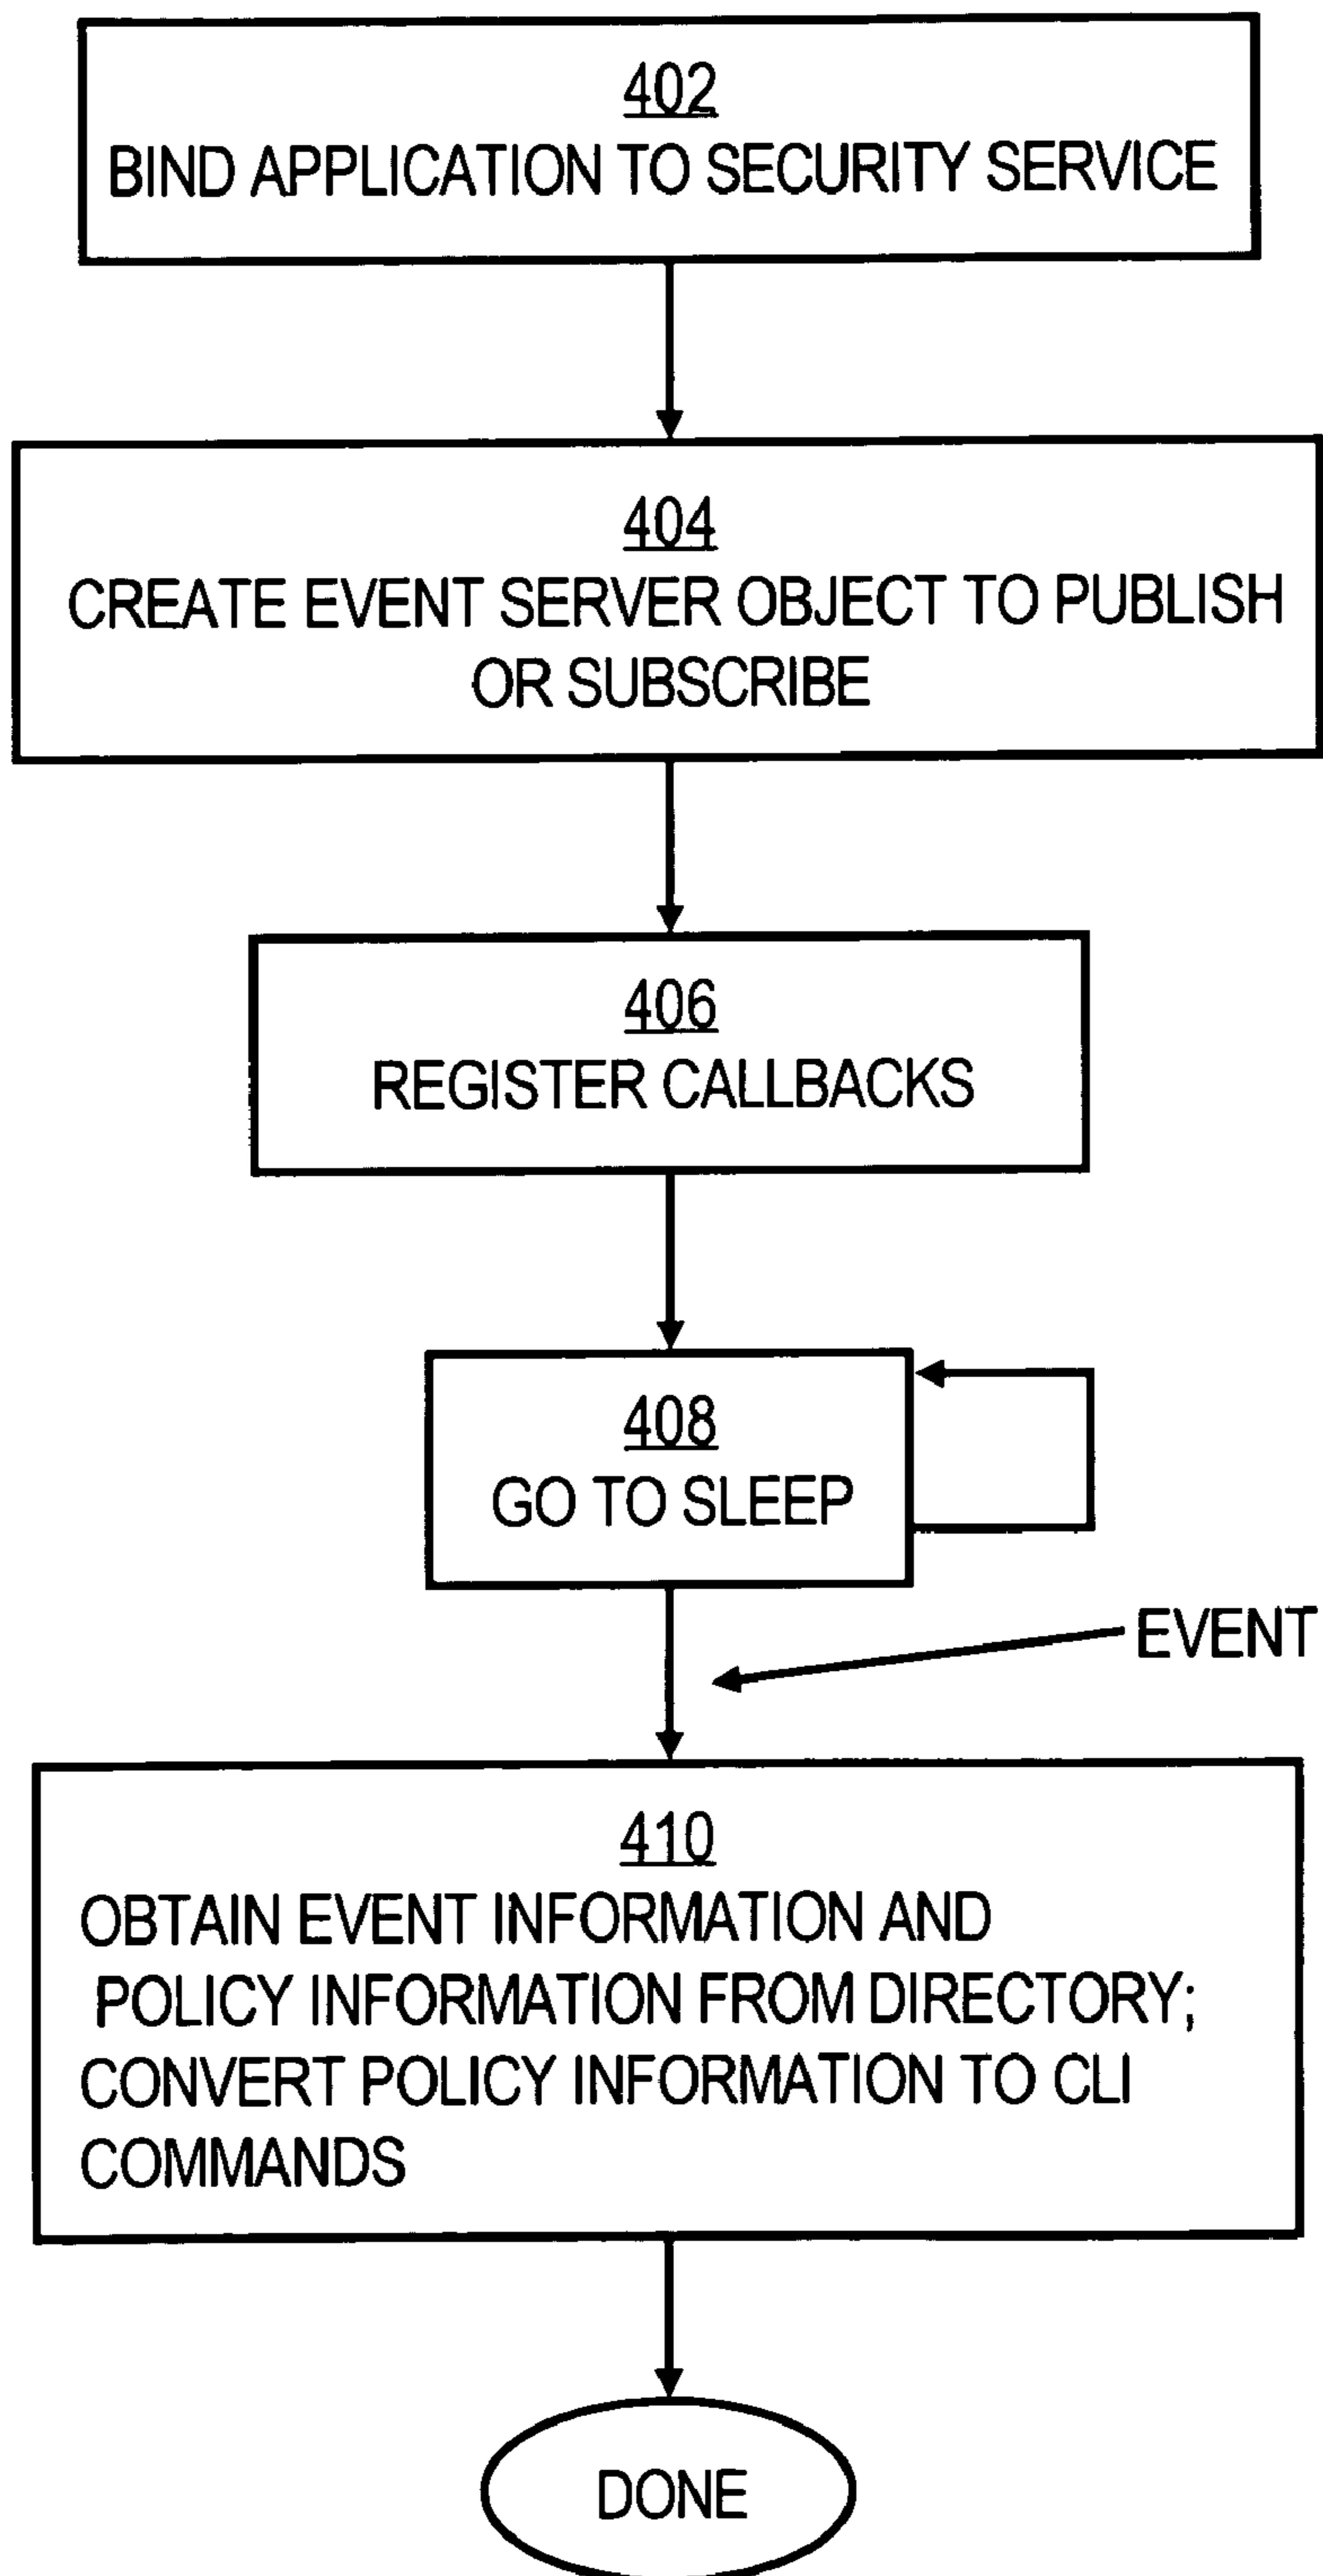 402
BIND APPLICATION TO SECURITY SERVICE
404
CREATE EVENT SERVER OBJECT TO PUBLISH
OR SUBSCRIBE
406
REGISTER CALLBACKS
408
GO TO SLEEP
EVENT
410
OBTAIN EVENT INFORMATION AND
POLICY INFORMATION FROM DIRECTORY;
CONVERT POLICY INFORMATION TO CLI
COMMANDS
DONE